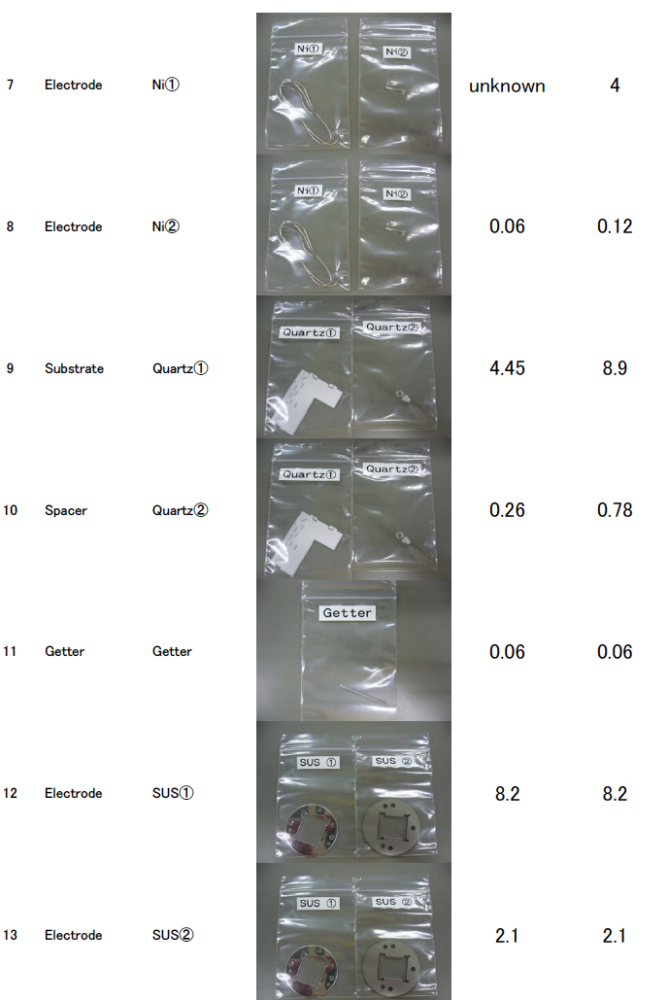 7 Electrode Ni① Ni① Ni② unknown 4
8 Electrode Ni② Ni① Ni② 0.06 0.12
9 Substrate Quartz① Quartz① Quartz② 4.45 8.9
10 Spacer Quartz② Quartz① Quartz② 0.26 0.78
11 Getter Getter Getter 0.06 0.06
12 Electrode SUS① SUS ① SUS ② 8.2 8.2
13 Electrode SUS② SUS ① SUS ② 2.1 2.1